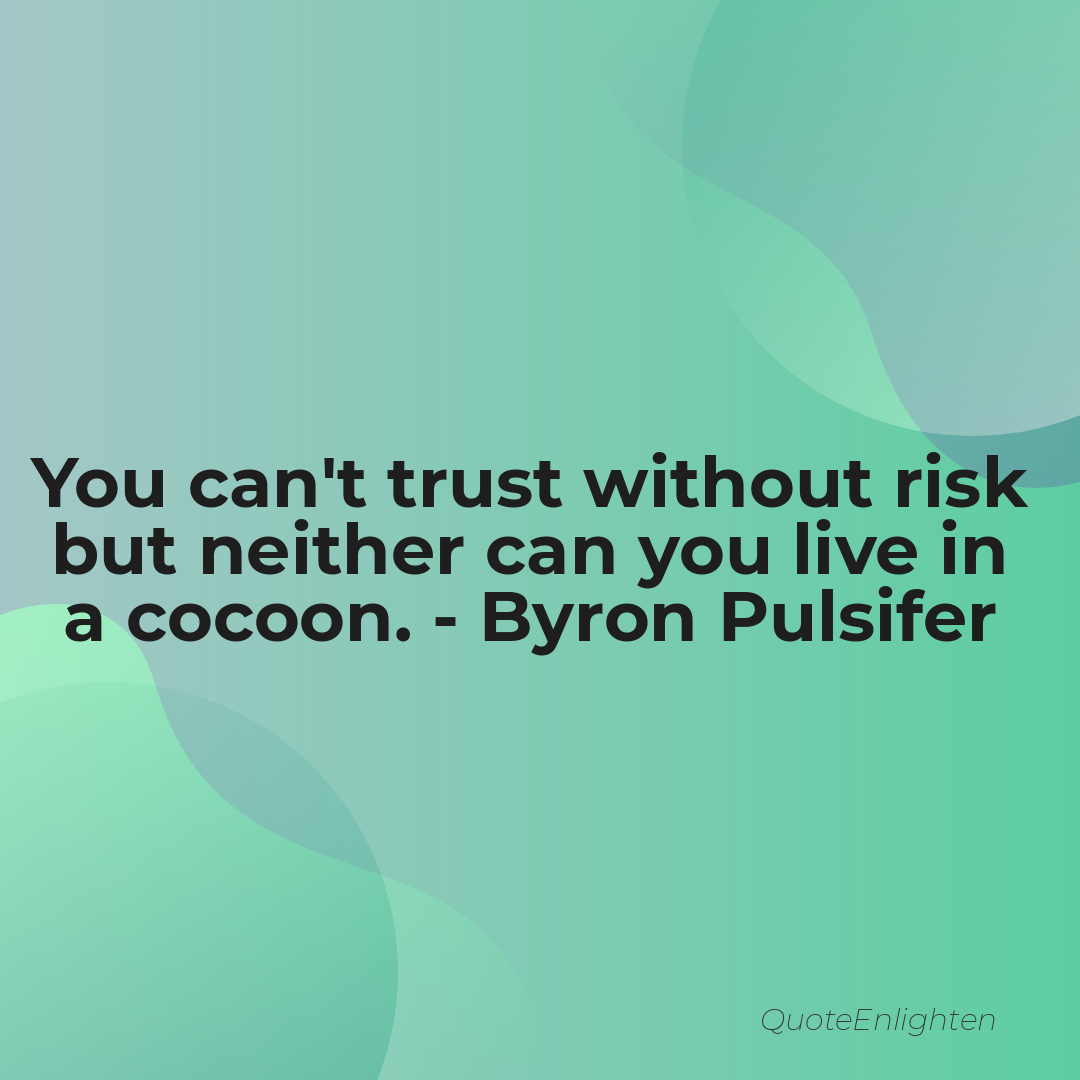 You can't trust without risk
but neither can you live in
a cocoon. - Byron Pulsifer
QuoteEnlighten